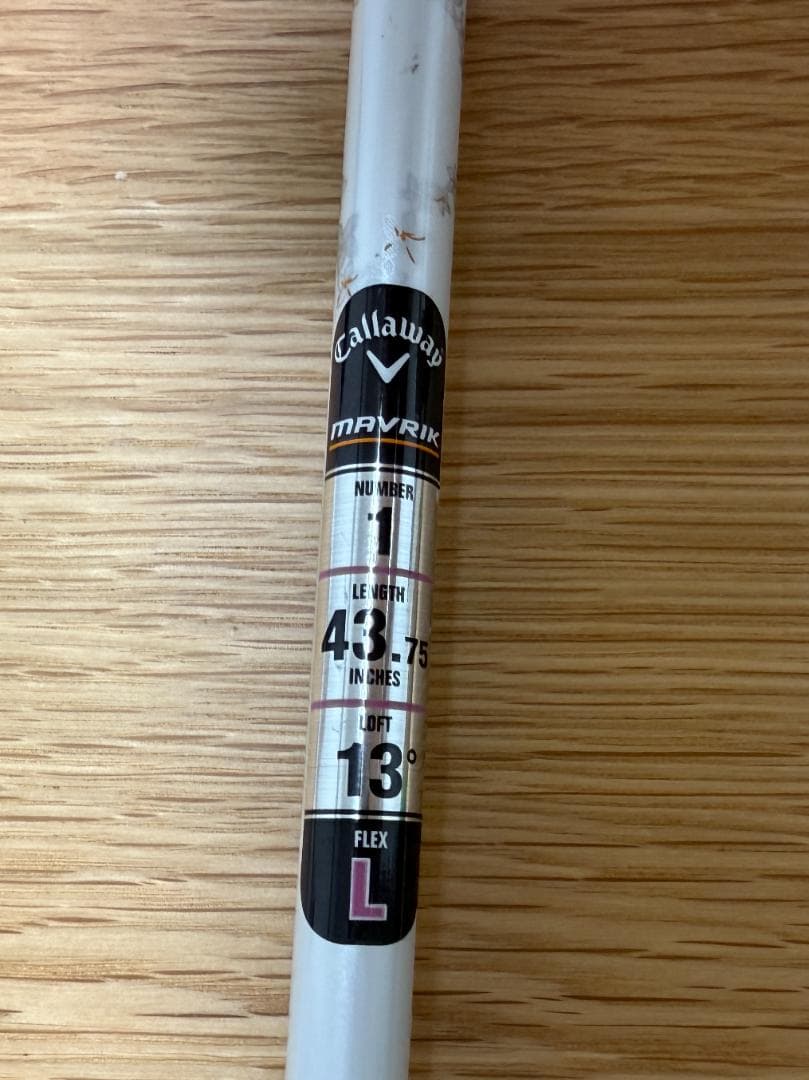 Callaway
MAVRIK
NUMBER
1
LENGTH
43.75
INCHES
LOFT
13°
FLEX
L